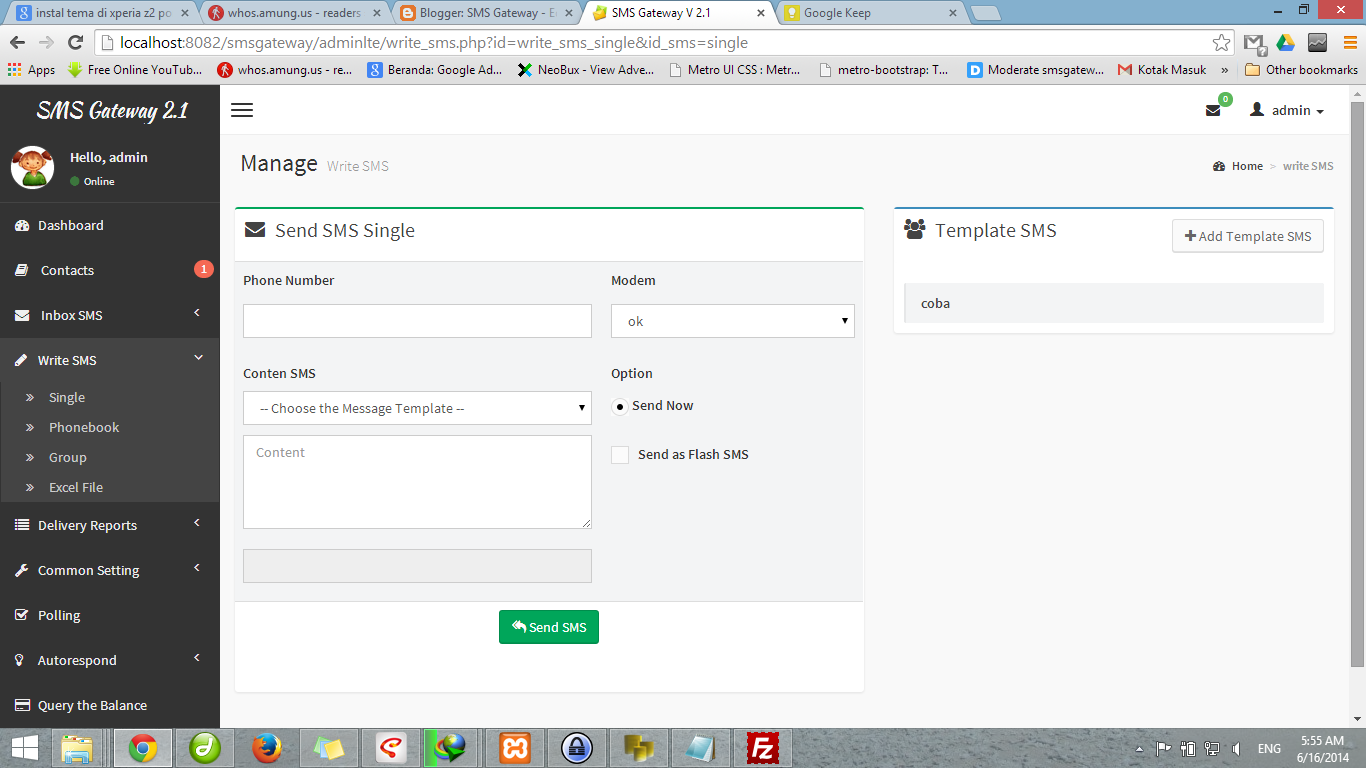 instal tema di xperia z2 po
whos.amung.us - readers
Blogger: SMS Gateway - E
SMS Gateway V 2.1
Google Keep
localhost:8082/smsgateway/adminlte/write_sms.php?id=write_sms_single&id_sms=single
Apps
Free Online YouTub...
whos.amung.us - re...
Beranda: Google Ad...
NeoBux - View Adve...
Metro UI CSS : Metr...
metro-bootstrap: T...
Moderate smsgatew...
Kotak Masuk
»
Other bookmarks
SMS Gateway 2.1
0
admin
Hello, admin
Online
Manage Write SMS
Home > write SMS
Dashboard
Contacts 1
Inbox SMS
Write SMS
Single
Phonebook
Group
Excel File
Delivery Reports
Common Setting
Polling
Autorespond
Query the Balance
Send SMS Single
Phone Number
Modem
ok
Conten SMS
Option
-- Choose the Message Template --
Send Now
Content
Send as Flash SMS
Send SMS
Template SMS
Add Template SMS
coba
ENG
5:55 AM
6/16/2014